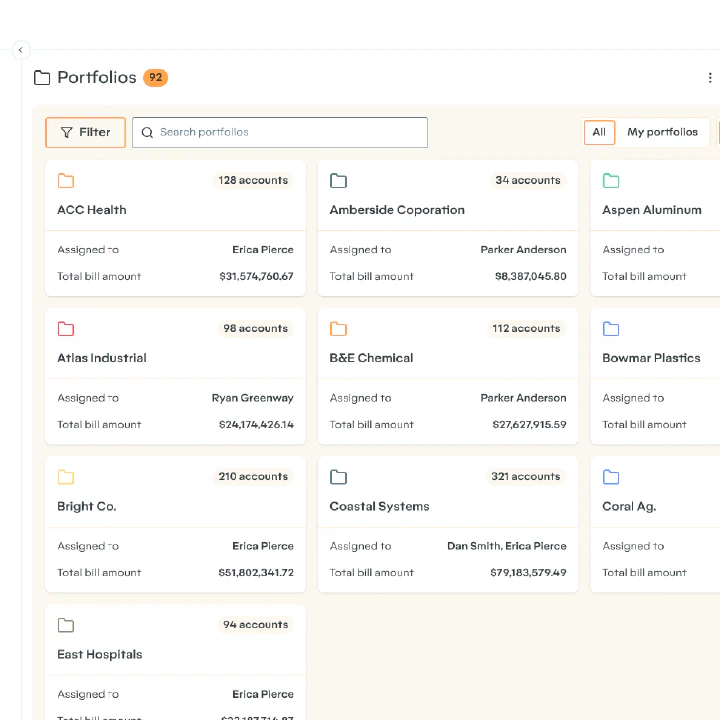 Portfolios 92
Filter
Search portfolios
All
My portfolios
128 accounts
ACC Health
Assigned to Erica Pierce
Total bill amount $31,574,760.67
34 accounts
Amberside Coporation
Assigned to Parker Anderson
Total bill amount $8,387,045.80
Aspen Aluminum
Assigned to
Total bill amount
98 accounts
Atlas Industrial
Assigned to Ryan Greenway
Total bill amount $24,174,426.14
112 accounts
B&E Chemical
Assigned to Parker Anderson
Total bill amount $27,627,915.59
Bowmar Plastics
Assigned to
Total bill amount
210 accounts
Bright Co.
Assigned to Erica Pierce
Total bill amount $51,802,341.72
321 accounts
Coastal Systems
Assigned to Dan Smith, Erica Pierce
Total bill amount $79,183,579.49
Coral Ag.
Assigned to
Total bill amount
94 accounts
East Hospitals
Assigned to Erica Pierce
Total bill amount